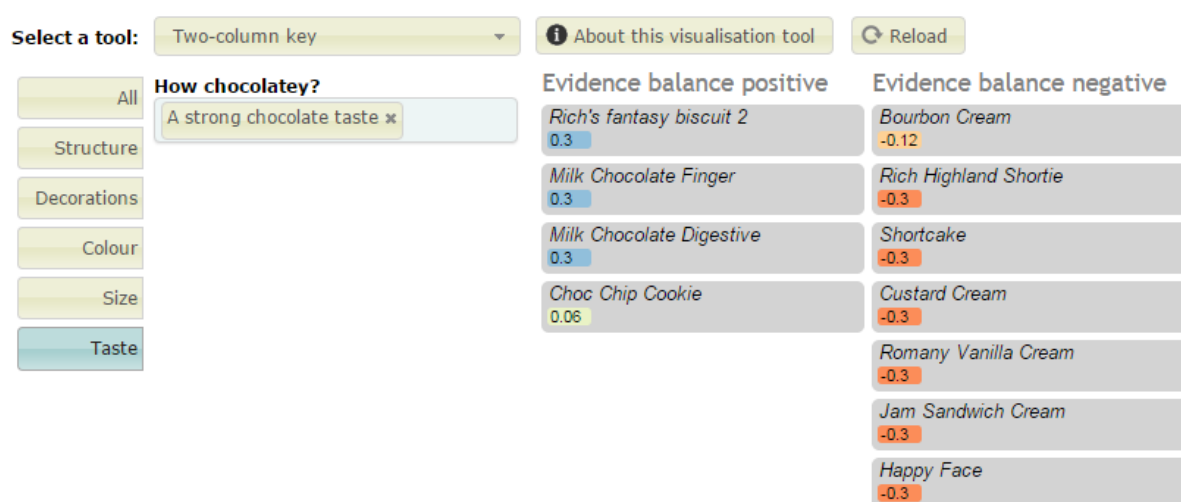 Select a tool: Two-column key About this visualisation tool Reload
All
Structure
Decorations
Colour
Size
Taste
How chocolatey?
A strong chocolate taste ×
Evidence balance positive
Rich's fantasy biscuit 2
0.3
Milk Chocolate Finger
0.3
Milk Chocolate Digestive
0.3
Choc Chip Cookie
0.06
Evidence balance negative
Bourbon Cream
-0.12
Rich Highland Shortie
-0.3
Shortcake
-0.3
Custard Cream
-0.3
Romany Vanilla Cream
-0.3
Jam Sandwich Cream
-0.3
Happy Face
-0.3